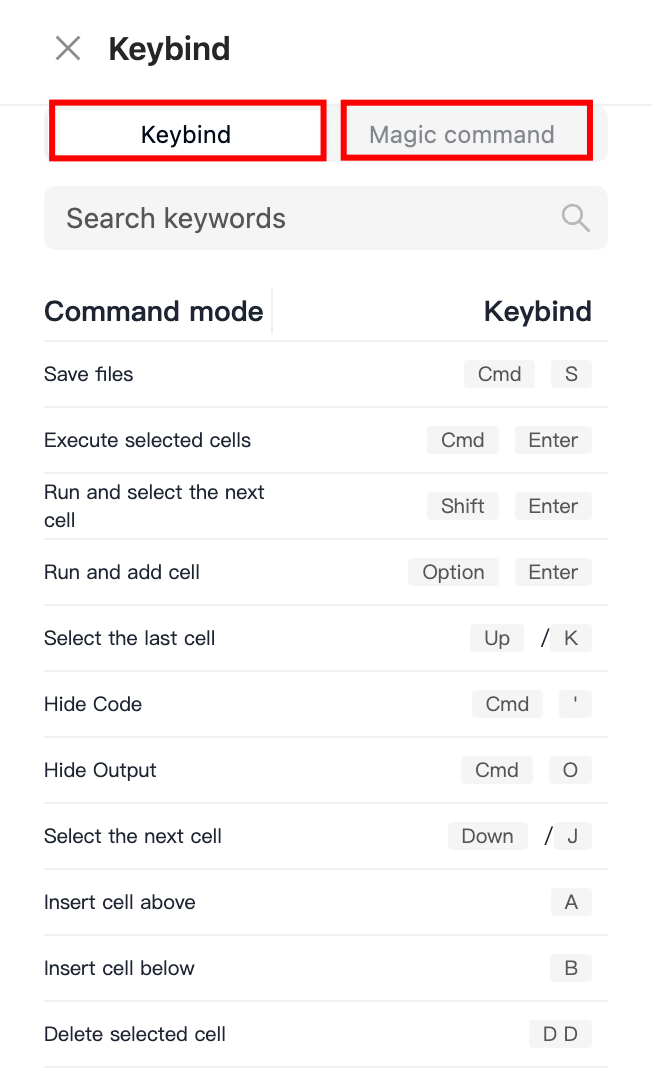 Keybind
Keybind Magic command
Search keywords
Command mode Keybind
Save files Cmd S
Execute selected cells Cmd Enter
Run and select the next
cell Shift Enter
Run and add cell Option Enter
Select the last cell Up / K
Hide Code Cmd '
Hide Output Cmd O
Select the next cell Down / J
Insert cell above A
Insert cell below B
Delete selected cell D D